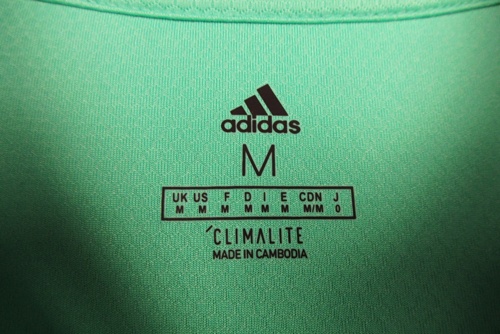 adidas
M
UK US F D I E CDN J
M M M M M M M/M O
CLIMALITE
MADE IN CAMBODIA